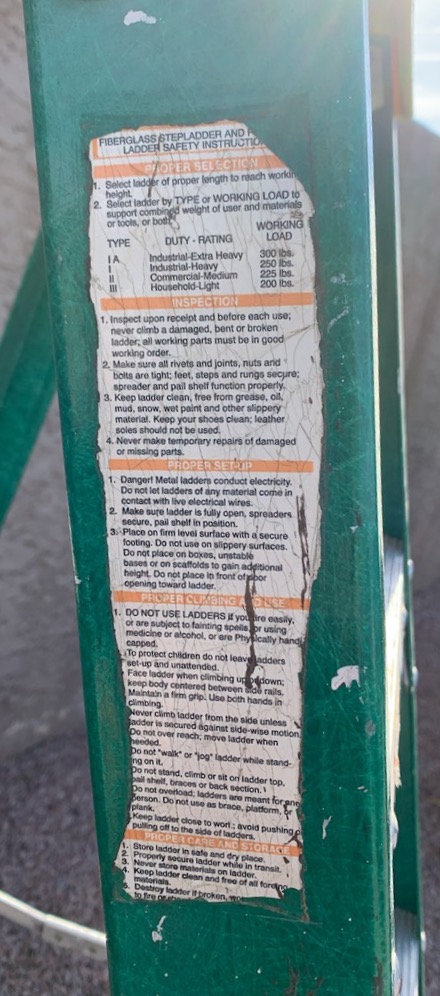 FIBERGLASS STEPLADDER AND
LADDER SAFETY
PROPER SELECTION
1. Select ladder of proper length to reach
height.
2. Select ladder by TYPE or WORKING LOAD to
support combined weight of user and materials
or tools, or both.
WORKING
TYPE DUTY - RATING LOAD
I A Industrial-Extra Heavy 300 lbs.
I Industrial-Heavy 250 lbs.
II Commercial-Medium 225 lbs.
III Household-Light 200 lbs.
INSPECTION
1. Inspect upon receipt and before each use;
never climb a damaged, bent or broken
ladder; all working parts must be in good
working order.
2. Make sure all rivets and joints, nuts and
bolts are tight; feet, steps and rungs secure;
spreader and pail shelf function properly.
3. Keep ladder clean, free from grease, oil,
mud, snow, wet paint and other slippery
material. Keep your shoes clean; leather
soles should not be used.
4. Never make temporary repairs of damaged
or missing parts.
PROPER SET-UP
1. Danger! Metal ladders conduct electricity.
Do not let ladders of any material come in
contact with live electrical wires.
2. Make sure ladder is fully open, spreaders
secure, pail shelf in position.
3. Place on firm level surface with a secure
footing. Do not use on slippery surfaces.
Do not place on boxes, unstable
bases or on scaffolds to gain additional
height. Do not place in front of door
opening toward ladder.
PROPER CLIMBING AND USE
1. DO NOT USE LADDERS if you are easily,
or are subject to fainting spells, or using
medicine or alcohol, or are Physically handi
capped.
To protect children do not leave ladders
set-up and unattended.
Face ladder when climbing up or down;
keep body centered between side rails.
Maintain a firm grip. Use both hands in
climbing.
Never climb ladder from the side unless
ladder is secured against side-wise motion.
Do not over reach; move ladder when
needed.
Do not "walk" or "jog" ladder while stand-
ing on it.
Do not stand, climb or sit on ladder top,
pail shelf, braces or back section.
Do not overload; ladders are meant for one
person. Do not use as brace, platform, or
plank.
Keep ladder close to work; avoid pushing
pulling off to the side of ladders.
PROPER CARE AND STORAGE
1. Store ladder in safe and dry place.
2. Properly secure ladder while in transit.
3. Never store materials on ladder.
4. Keep ladder clean and free of all foreign
materials.
5. Destroy ladder if broken,
to fire or